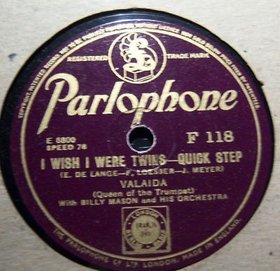 REGISTERED TRADE MARK
Parlophone
E 6800
SPEED 78
F 118
I WISH I WERE TWINS—QUICK STEP
(E. DE LANGE—F. LOESSER—J. MEYER)
VALAIDA
(Queen of the Trumpet)
With BILLY MASON and HIS ORCHESTRA
LONDON
THE PARLOPHONE CO. LTD. LONDON. MADE IN ENGLAND.